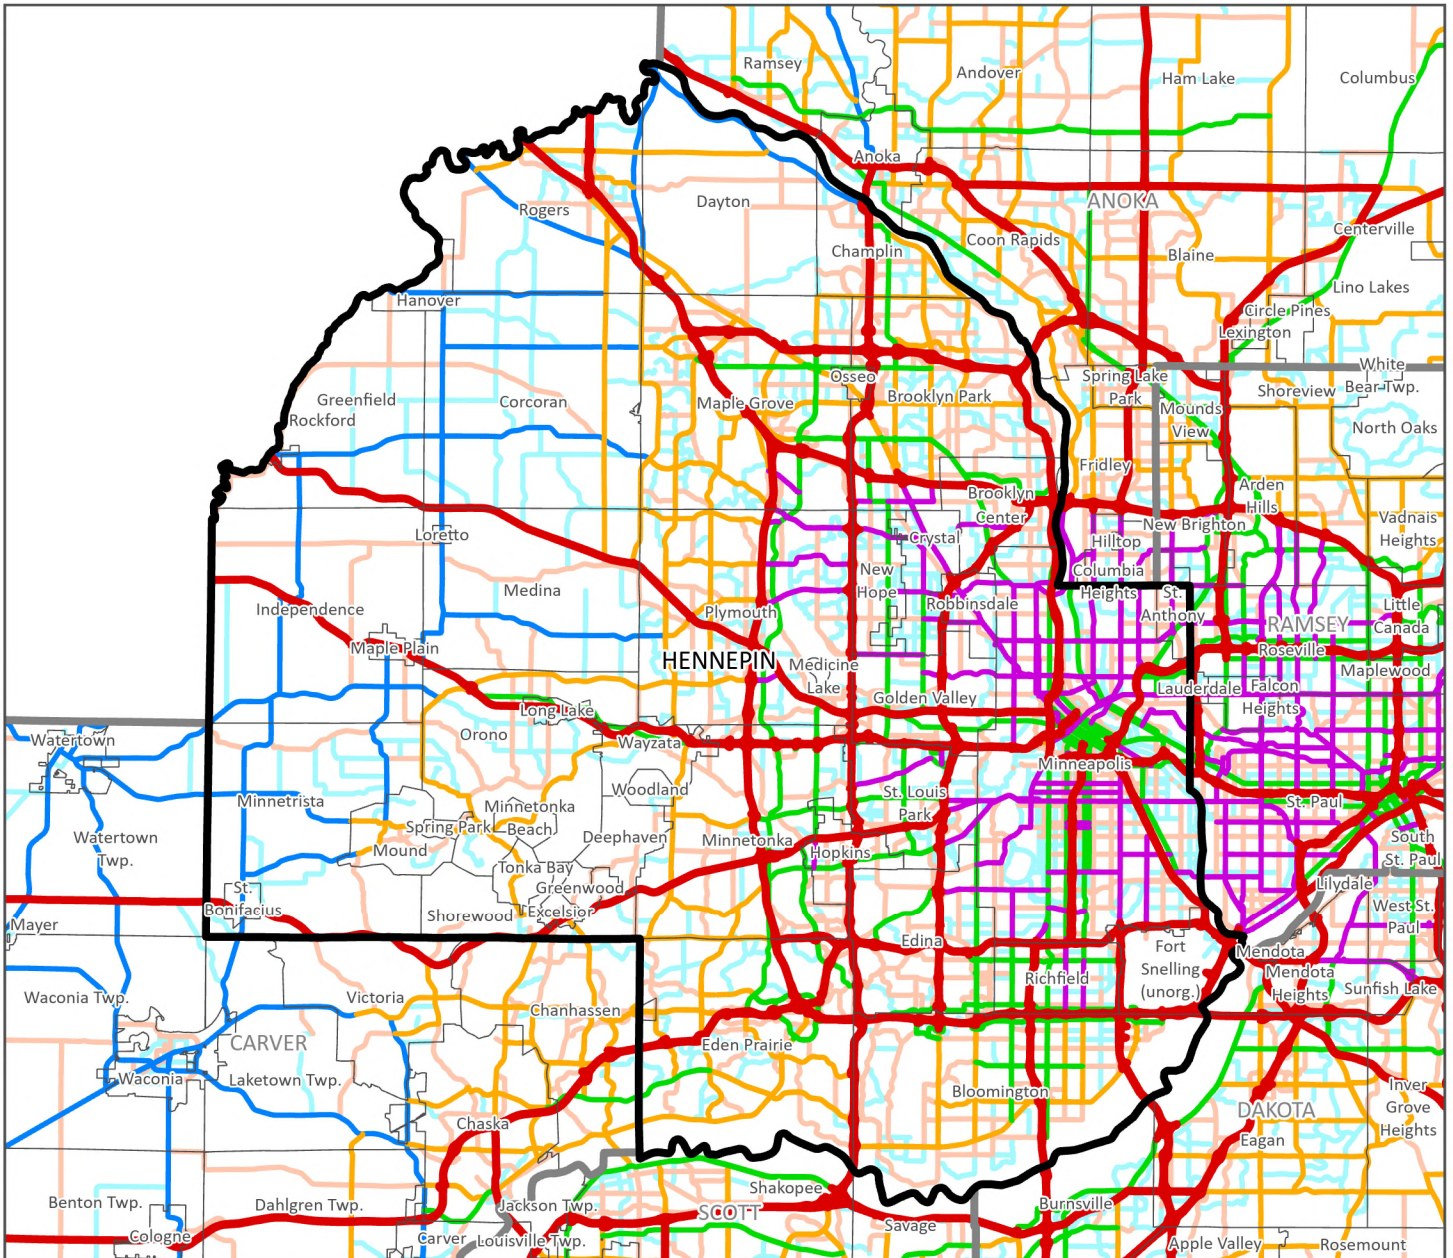 Ramsey
Andover
Ham Lake
Columbus
Anoka
Dayton
ANOKA
Rogers
Coon Rapids
Centerville
Champlin
Blaine
Lino Lakes
Hanover
Circle Pines
Lexington
White
Bear Twp.
Osseo
Spring Lake
Park
Shoreview
Greenfield
Corcoran
Maple Grove
Brooklyn Park
Mounds
View
Rockford
North Oaks
Fridley
Arden
Hills
Brooklyn
Center
New Brighton
Vadnais
Heights
Loretto
Crystal
Hilltop
New
Hope
Columbia
Heights
Medina
St.
Anthony
Independence
Plymouth
Robbinsdale
RAMSEY
Little
Canada
Maple Plain
HENNEPIN
Medicine
Lake
Roseville
Maplewood
Golden Valley
Lauderdale
Falcon
Heights
Long Lake
Orono
Wayzata
Watertown
Minneapolis
Woodland
St. Louis
Park
Minnetrista
Minnetonka
Beach
St. Paul
Spring Park
Deephaven
Watertown
Twp.
Mound
Minnetonka
Hopkins
South
St. Paul
Tonka Bay
Greenwood
Lilydale
St.
Bonifacius
Shorewood
Excelsior
West St.
Paul
Mayer
Edina
Fort
Snelling
(unorg.)
Mendota
Mendota
Heights
Richfield
Sunfish Lake
Waconia Twp.
Victoria
Chanhassen
CARVER
Eden Prairie
Waconia
Laketown Twp.
Bloomington
Inver
Grove
Heights
DAKOTA
Chaska
Eagan
Shakopee
Benton Twp.
Dahlgren Twp.
Jackson Twp.
SCOTT
Burnsville
Savage
Cologne
Carver
Louisville Twp.
Apple Valley
Rosemount